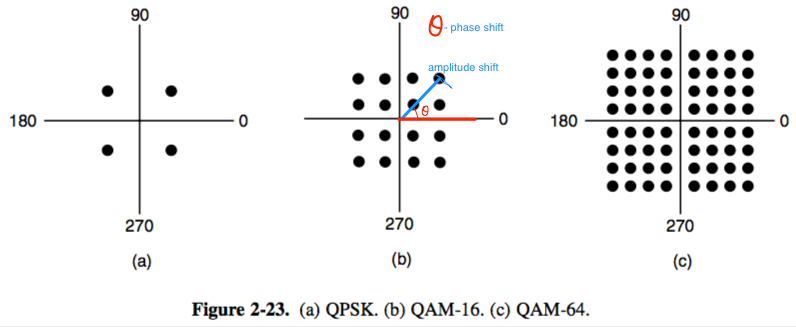 90
180
0
270
(a)
90
θ - phase shift
amplitude shift
θ
0
270
(b)
90
180
0
270
(c)
Figure 2-23. (a) QPSK. (b) QAM-16. (c) QAM-64.